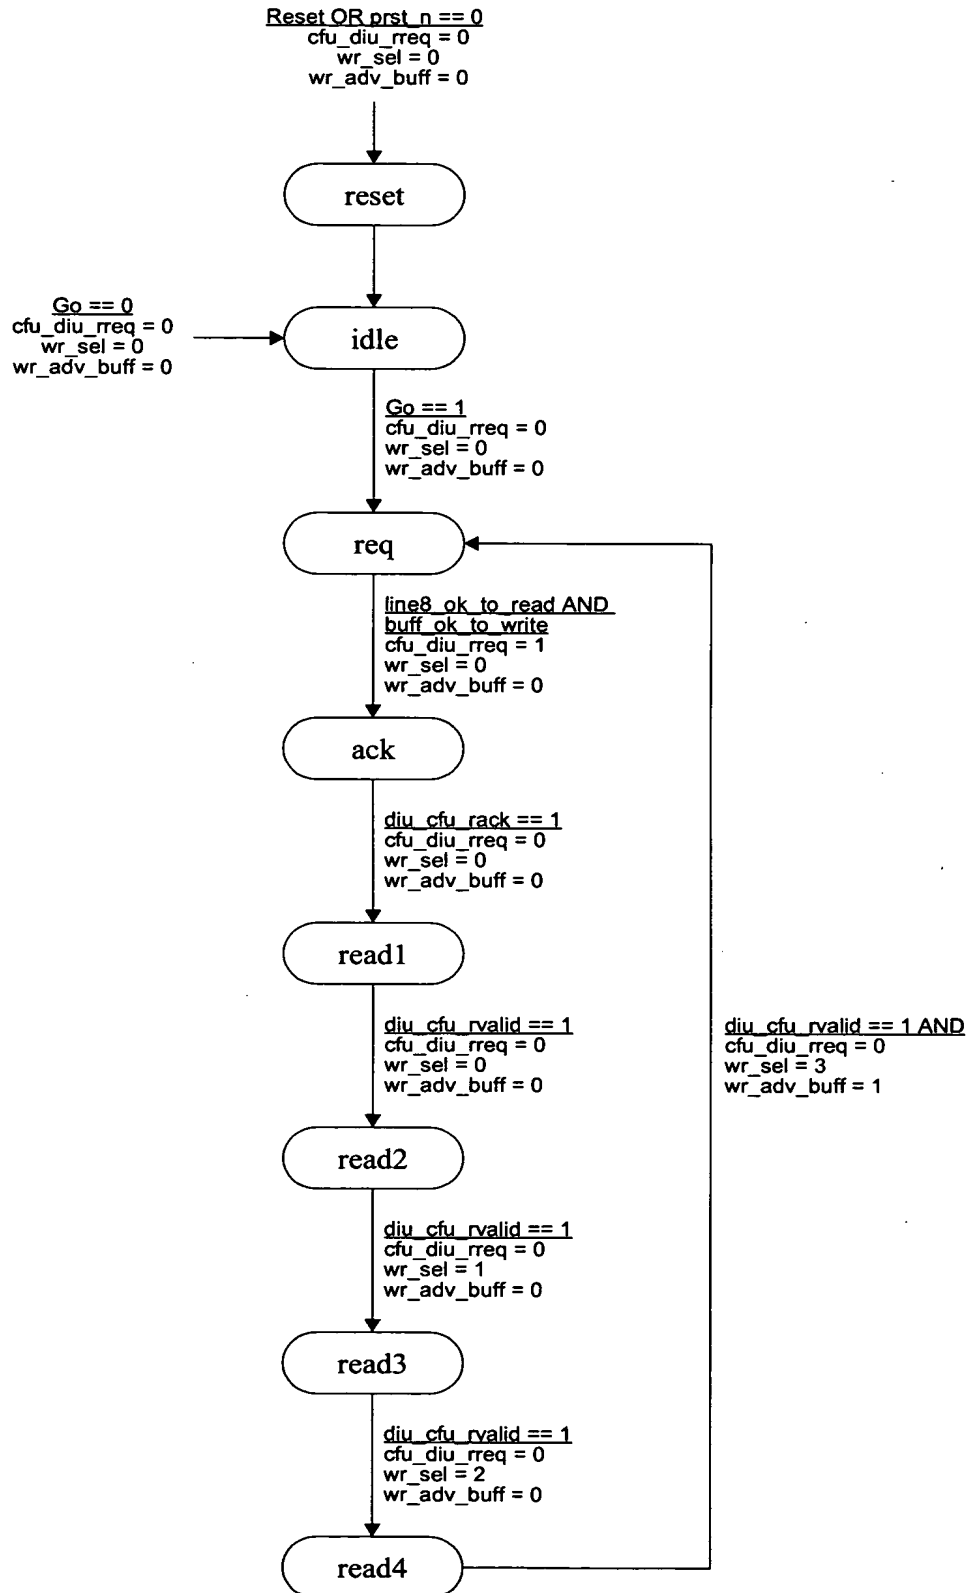 Reset OR prst_n == 0
cfu_diu_rreq = 0
wr_sel = 0
wr_adv_buff = 0
reset
Go == 0
cfu_diu_rreq = 0
wr_sel = 0
wr_adv_buff = 0
idle
Go == 1
cfu_diu_rreq = 0
wr_sel = 0
wr_adv_buff = 0
req
line8_ok_to_read AND
buff_ok_to_write
cfu_diu_rreq = 1
wr_sel = 0
wr_adv_buff = 0
ack
diu_cfu_rack == 1
cfu_diu_rreq = 0
wr_sel = 0
wr_adv_buff = 0
read1
diu_cfu_rvalid == 1
cfu_diu_rreq = 0
wr_sel = 0
wr_adv_buff = 0
diu_cfu_rvalid == 1 AND
cfu_diu_rreq = 0
wr_sel = 3
wr_adv_buff = 1
read2
diu_cfu_rvalid == 1
cfu_diu_rreq = 0
wr_sel = 1
wr_adv_buff = 0
read3
diu_cfu_rvalid == 1
cfu_diu_rreq = 0
wr_sel = 2
wr_adv_buff = 0
read4